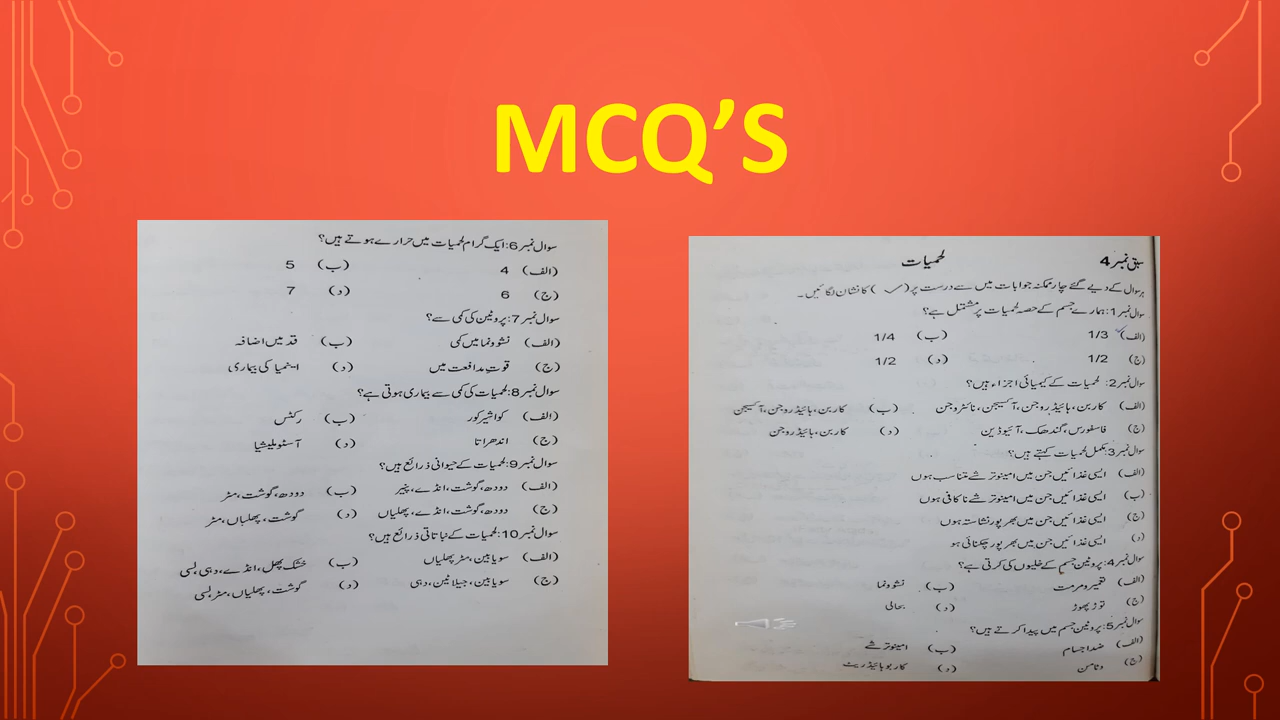 MCQ'S
سبق نمبر 4 لحمیات
ہر سوال کے دیے گئے چار ممکنہ جوابات میں سے درست پر (✓) کا نشان لگائیں۔
سوال نمبر 1: ہمارے جسم کے حصہ لحمیات پر مشتمل ہے؟
(الف) 1/3 (ب) 1/4
(ج) 1/2 (د) 1/2
سوال نمبر 2: لحمیات کے کیمیائی اجزاء ہیں؟
(الف) کاربن، ہائیڈروجن، آکسیجن، نائٹروجن (ب) کاربن، ہائیڈروجن، آکسیجن
(ج) فاسفورس، گندھک، آئیوڈین (د) کاربن، ہائیڈروجن
سوال نمبر 3: مکمل لحمیات کہتے ہیں؟
(الف) ایسی غذائیں جن میں امینو ترشے متناسب ہوں
(ب) ایسی غذائیں جن میں امینو ترشے ناکافی ہوں
(ج) ایسی غذائیں جن میں بھرپور نشاستہ ہوں
(د) ایسی غذائیں جن میں بھرپور چکنائی ہو
سوال نمبر 4: پروٹین جسم کے خلیوں کی کرتی ہے؟
(الف) تعمیر و مرمت (ب) نشوونما
(ج) توڑ پھوڑ (د) بحالی
سوال نمبر 5: پروٹین جسم میں پیدا کرتے ہیں؟
(الف) ضد اجسام (ب) امینو ترشے
(ج) وٹامن (د) کاربوہائیڈریٹ
سوال نمبر 6: ایک گرام لحمیات میں حرارے ہوتے ہیں؟
(الف) 4 (ب) 5
(ج) 6 (د) 7
سوال نمبر 7: پروٹین کی کمی سے؟
(الف) نشوونما میں کمی (ب) قد میں اضافہ
(ج) قوت مدافعت میں (د) اینمیا کی بیماری
سوال نمبر 8: لحمیات کی کمی سے بیماری ہوتی ہے؟
(الف) کواشیرکور (ب) رکٹس
(ج) اندھراتا (د) آسٹوملیشیا
سوال نمبر 9: لحمیات کے حیوانی ذرائع ہیں؟
(الف) دودھ، گوشت، انڈے، پنیر (ب) دودھ، گوشت، مٹر
(ج) دودھ، گوشت، انڈے، پھلیاں (د) گوشت، پھلیاں، مٹر
سوال نمبر 10: لحمیات کے نباتاتی ذرائع ہیں؟
(الف) سویابین، مٹر پھلیاں (ب) خشک پھل، انڈے، دہی، لسی
(ج) سویابین، جیلاٹین، دہی (د) گوشت، پھلیاں، مٹر، لسی